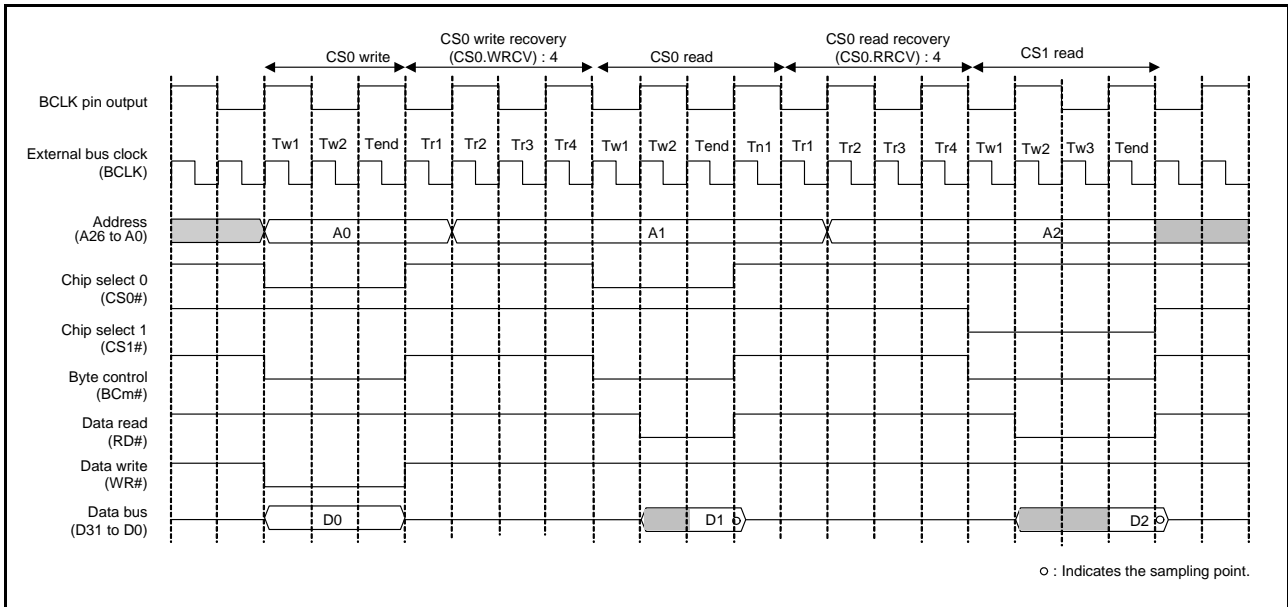 CS0 write
CS0 write recovery
(CS0.WRCV) : 4
CS0 read
CS0 read recovery
(CS0.RRCV) : 4
CS1 read
BCLK pin output
External bus clock
(BCLK)
Tw1 Tw2 Tend Tr1 Tr2 Tr3 Tr4 Tw1 Tw2 Tend Tn1 Tr1 Tr2 Tr3 Tr4 Tw1 Tw2 Tw3 Tend
Address
(A26 to A0)
A0 A1 A2
Chip select 0
(CS0#)
Chip select 1
(CS1#)
Byte control
(BCm#)
Data read
(RD#)
Data write
(WR#)
Data bus
(D31 to D0)
D0 D1 D2
: Indicates the sampling point.